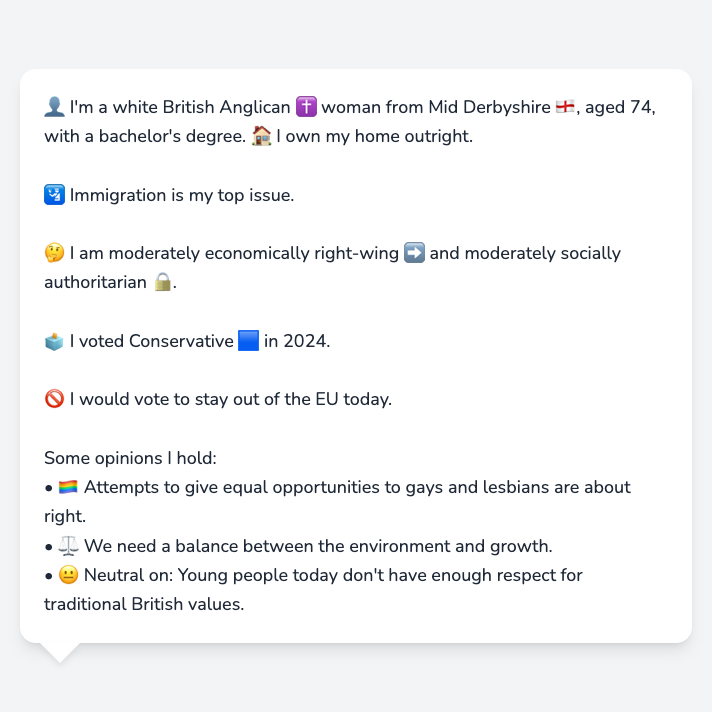 👤 I'm a white British Anglican ✝️ woman from Mid Derbyshire 🏴󠁧󠁢󠁥󠁮󠁧󠁿, aged 74,
with a bachelor's degree. 🏠 I own my home outright.
🛂 Immigration is my top issue.
🤔 I am moderately economically right-wing ➡️ and moderately socially
authoritarian 🔒.
🗳️ I voted Conservative 🟦 in 2024.
🚫 I would vote to stay out of the EU today.
Some opinions I hold:
• 🏳️‍🌈 Attempts to give equal opportunities to gays and lesbians are about
right.
• ⚖️ We need a balance between the environment and growth.
• 😐 Neutral on: Young people today don't have enough respect for
traditional British values.